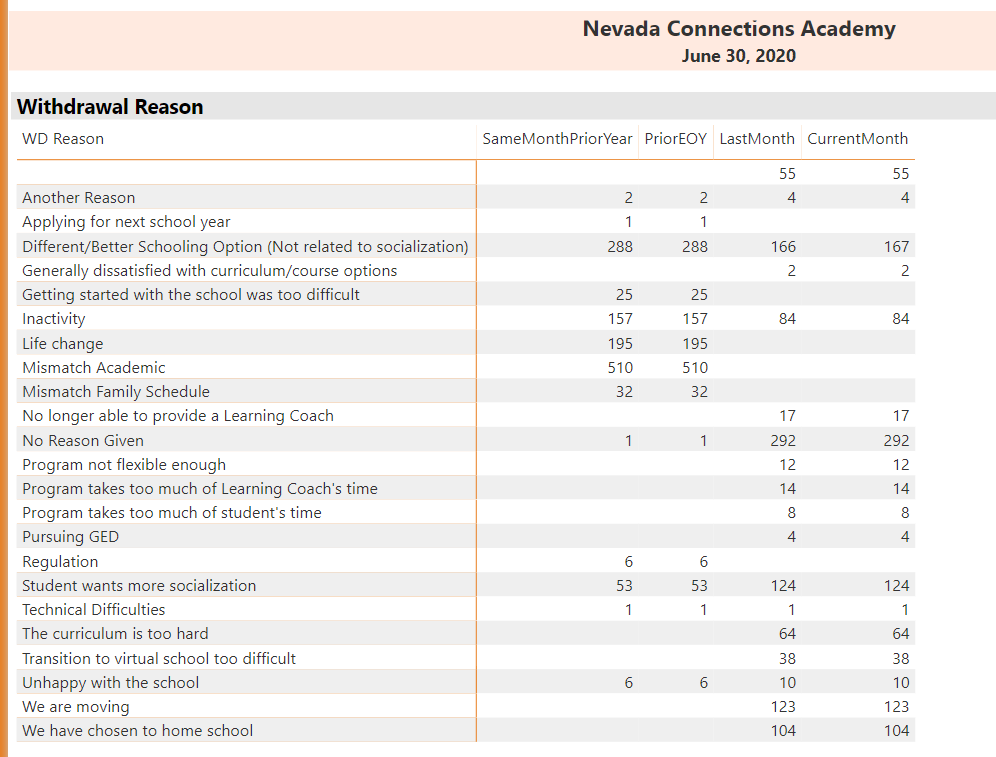 Nevada Connections Academy
June 30, 2020
Withdrawal Reason
WD Reason SameMonthPriorYear PriorEOY LastMonth CurrentMonth
55 55
Another Reason 2 2 4 4
Applying for next school year 1 1
Different/Better Schooling Option (Not related to socialization) 288 288 166 167
Generally dissatisfied with curriculum/course options 2 2
Getting started with the school was too difficult 25 25
Inactivity 157 157 84 84
Life change 195 195
Mismatch Academic 510 510
Mismatch Family Schedule 32 32
No longer able to provide a Learning Coach 17 17
No Reason Given 1 1 292 292
Program not flexible enough 12 12
Program takes too much of Learning Coach's time 14 14
Program takes too much of student's time 8 8
Pursuing GED 4 4
Regulation 6 6
Student wants more socialization 53 53 124 124
Technical Difficulties 1 1 1 1
The curriculum is too hard 64 64
Transition to virtual school too difficult 38 38
Unhappy with the school 6 6 10 10
We are moving 123 123
We have chosen to home school 104 104